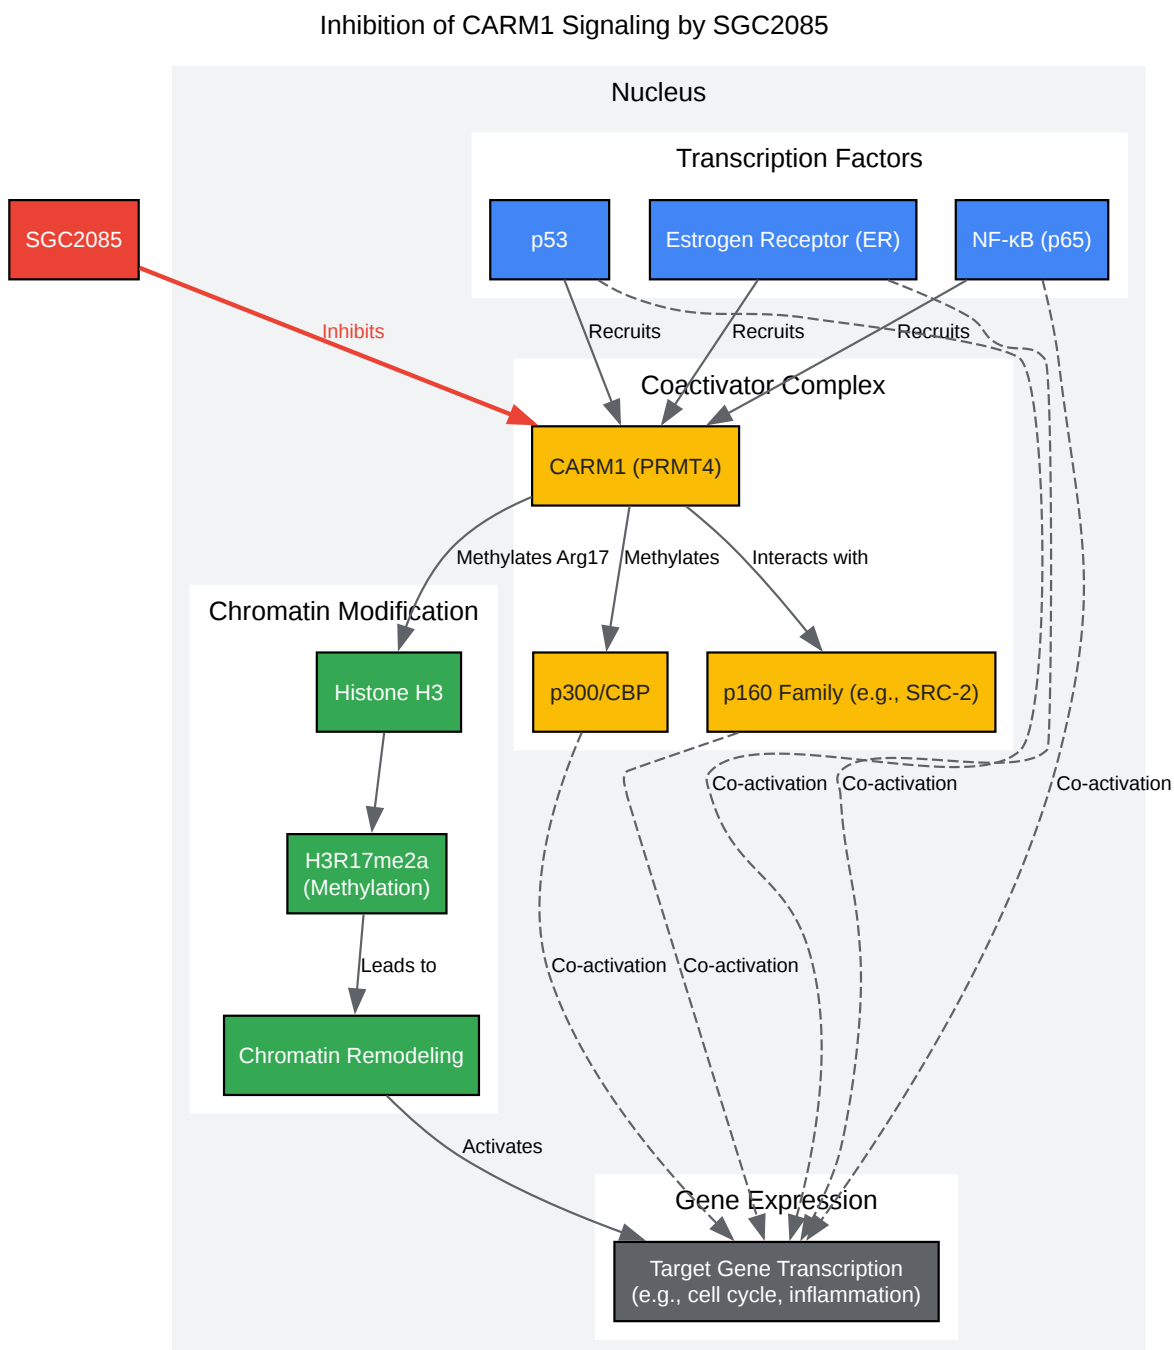 Inhibition of CARM1 Signaling by SGC2085
Nucleus
Transcription Factors
SGC2085
p53
Estrogen Receptor (ER)
NF-κB (p65)
Inhibits
Recruits
Recruits
Recruits
Coactivator Complex
CARM1 (PRMT4)
Methylates Arg17
Methylates
Interacts with
Chromatin Modification
Histone H3
p300/CBP
p160 Family (e.g., SRC-2)
Co-activation
Co-activation
Co-activation
H3R17me2a
(Methylation)
Leads to
Co-activation
Co-activation
Chromatin Remodeling
Activates
Gene Expression
Target Gene Transcription
(e.g., cell cycle, inflammation)